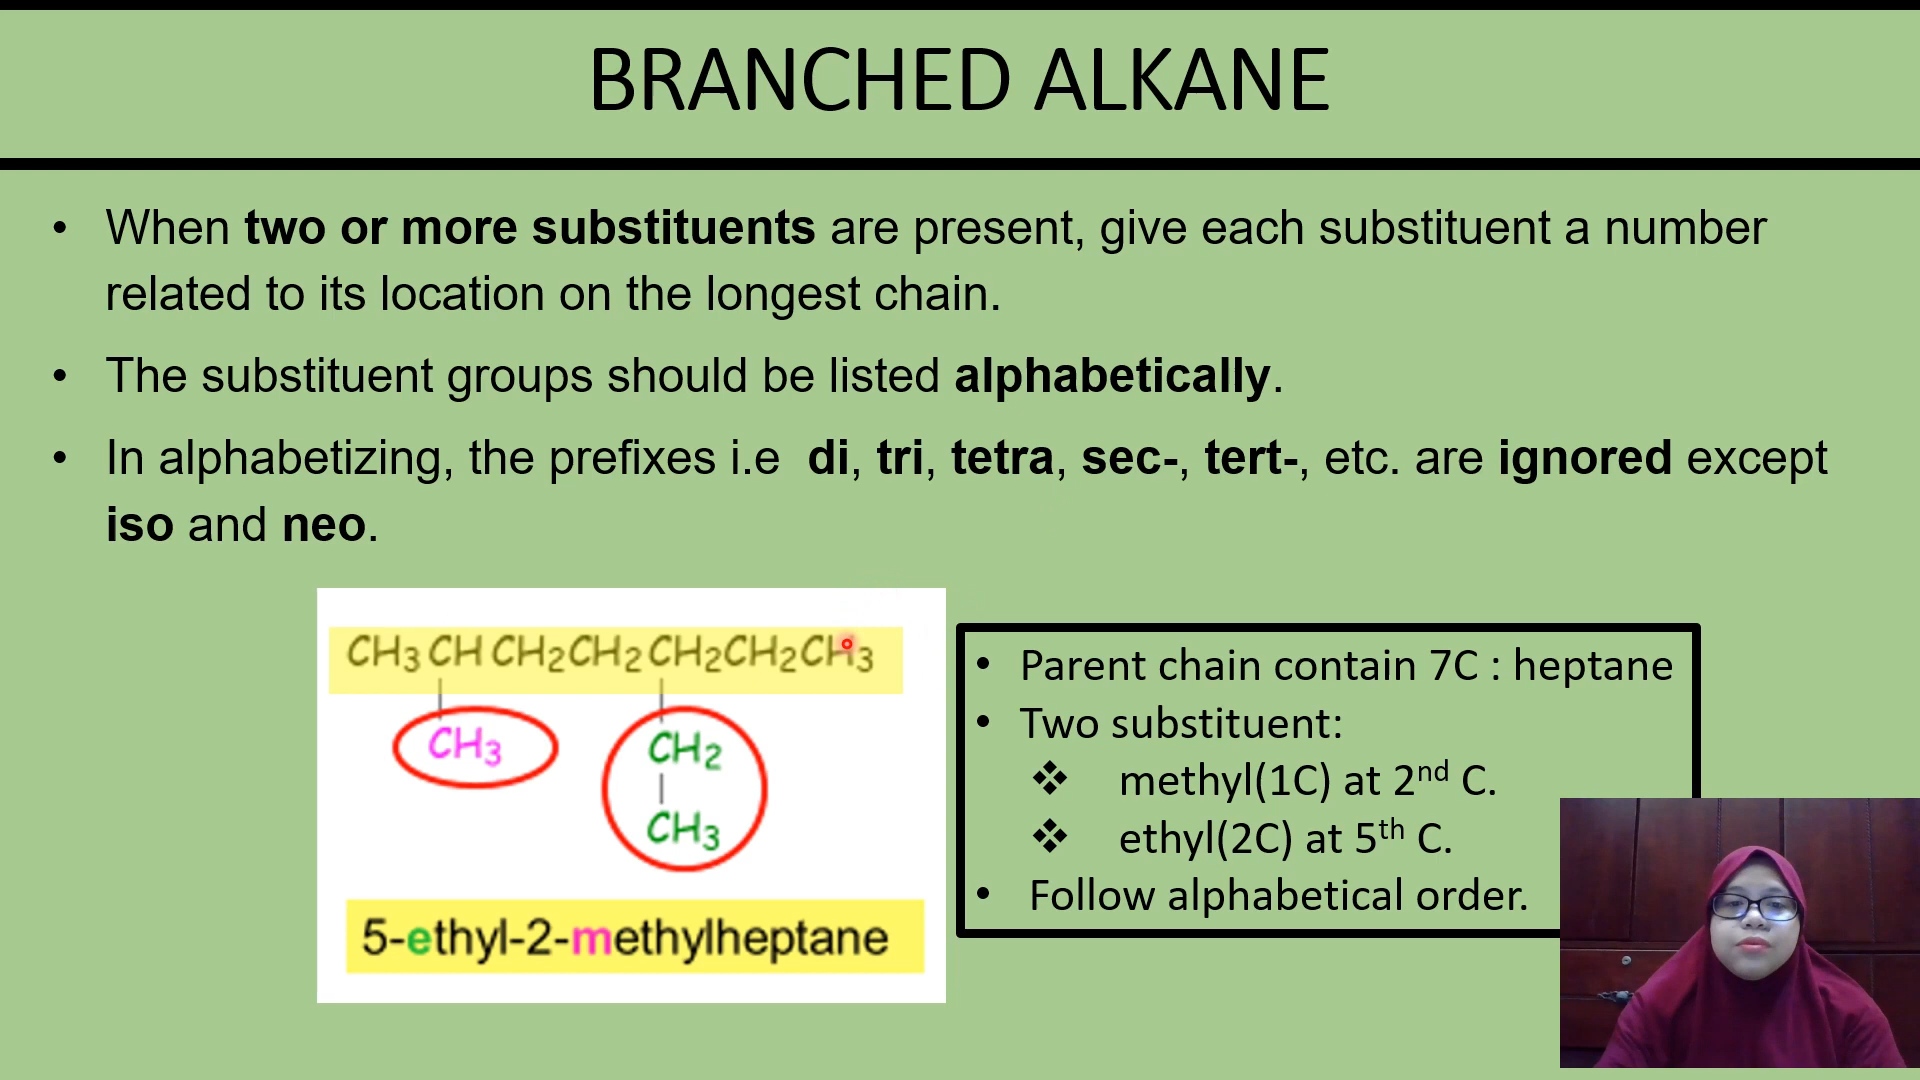 BRANCHED ALKANE
• When two or more substituents are present, give each substituent a number
related to its location on the longest chain.
• The substituent groups should be listed alphabetically.
• In alphabetizing, the prefixes i.e di, tri, tetra, sec-, tert-, etc. are ignored except
iso and neo.
CH3 CH CH2CH2 CH2CH2CH3
CH3
CH2
CH3
5-ethyl-2-methylheptane
• Parent chain contain 7C : heptane
• Two substituent:
❖ methyl(1C) at 2nd C.
❖ ethyl(2C) at 5th C.
• Follow alphabetical order.